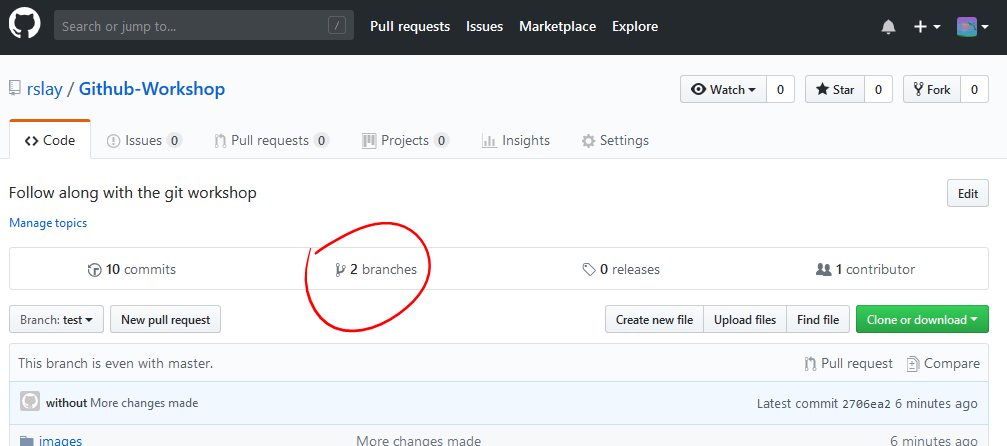 Search or jump to... / Pull requests Issues Marketplace Explore
rslay / Github-Workshop Watch 0 Star 0 Fork 0
Code Issues 0 Pull requests 0 Projects 0 Insights Settings
Follow along with the git workshop Edit
Manage topics
10 commits 2 branches 0 releases 1 contributor
Branch: test New pull request Create new file Upload files Find file Clone or download
This branch is even with master. Pull request Compare
without More changes made Latest commit 2706ea2 6 minutes ago
images More changes made 6 minutes ago